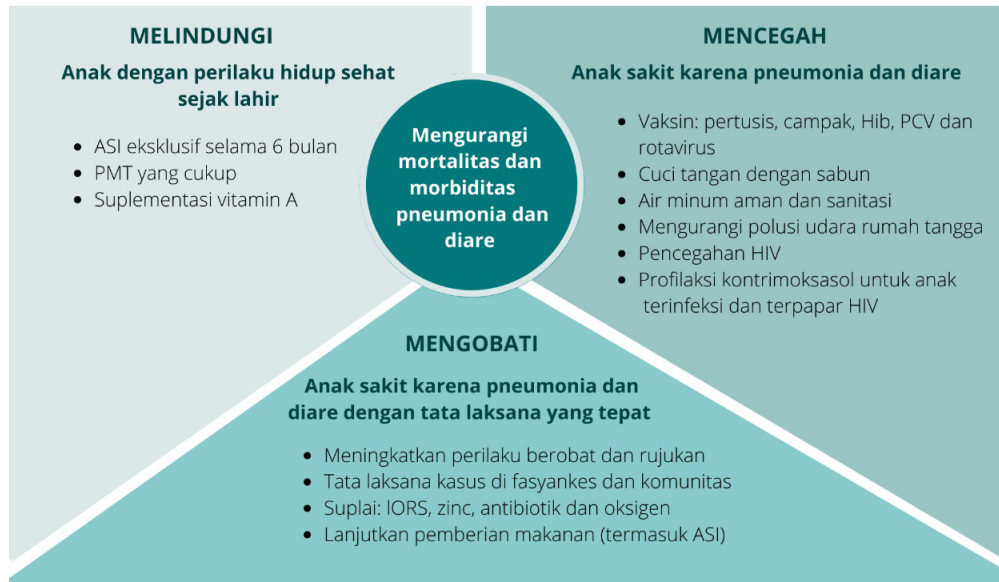 MELINDUNGI
Anak dengan perilaku hidup sehat
sejak lahir
• ASI eksklusif selama 6 bulan
• PMT yang cukup
• Suplementasi vitamin A
Mengurangi
mortalitas dan
morbiditas
pneumonia dan
diare
MENCEGAH
Anak sakit karena pneumonia dan diare
• Vaksin: pertusis, campak, Hib, PCV dan
rotavirus
• Cuci tangan dengan sabun
• Air minum aman dan sanitasi
• Mengurangi polusi udara rumah tangga
• Pencegahan HIV
• Profilaksi kontrimoksasol untuk anak
terinfeksi dan terpapar HIV
MENGOBATI
Anak sakit karena pneumonia dan
diare dengan tata laksana yang tepat
• Meningkatkan perilaku berobat dan rujukan
• Tata laksana kasus di fasyankes dan komunitas
• Suplai: lORS, zinc, antibiotik dan oksigen
• Lanjutkan pemberian makanan (termasuk ASI)